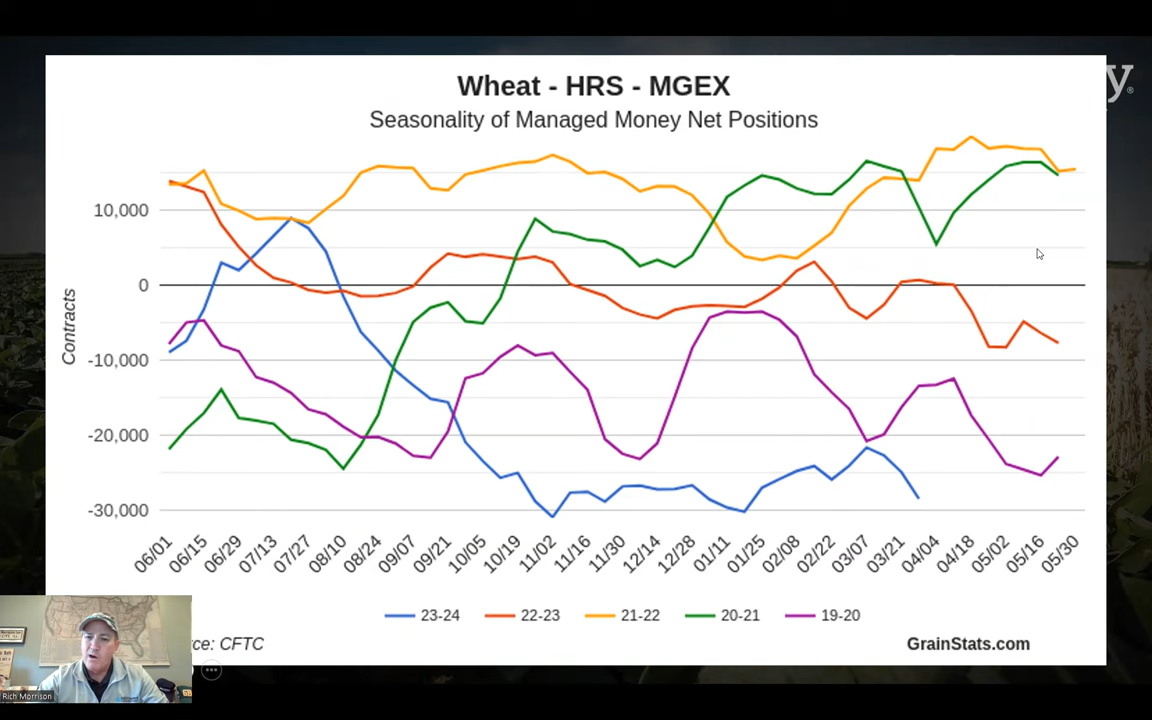 Wheat - HRS - MGEX
y®
Seasonality of Managed Money Net Positions
10,000
0
-10,000
-20,000
-30,000
Contracts
06/01 06/15 06/29 07/13 07/27 08/10 08/24 09/07 09/21 10/05 10/19 11/02 11/16 11/30 12/14 12/28 01/11 01/25 02/08 02/22 03/07 03/21 04/04 04/18 05/02 05/16 05/30
23-24 22-23 21-22 20-21 19-20
rce: CFTC
GrainStats.com
Rich Morrison